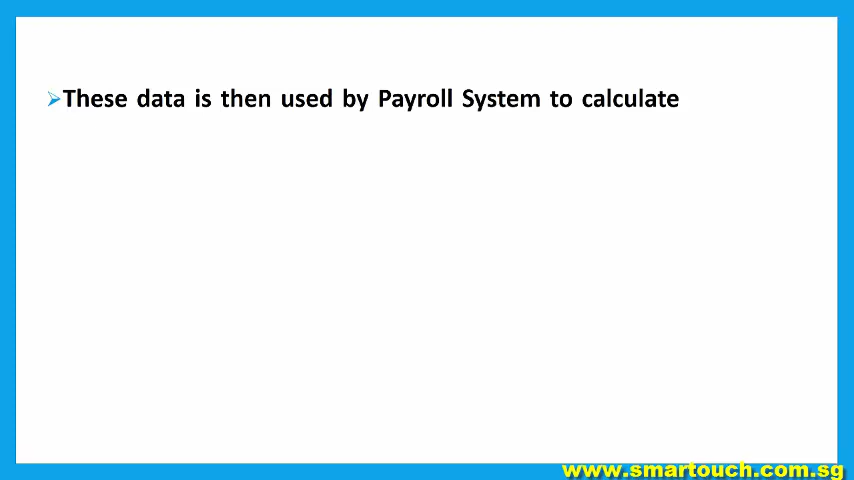 ➢These data is then used by Payroll System to calculate
www.smartouch.com.sg